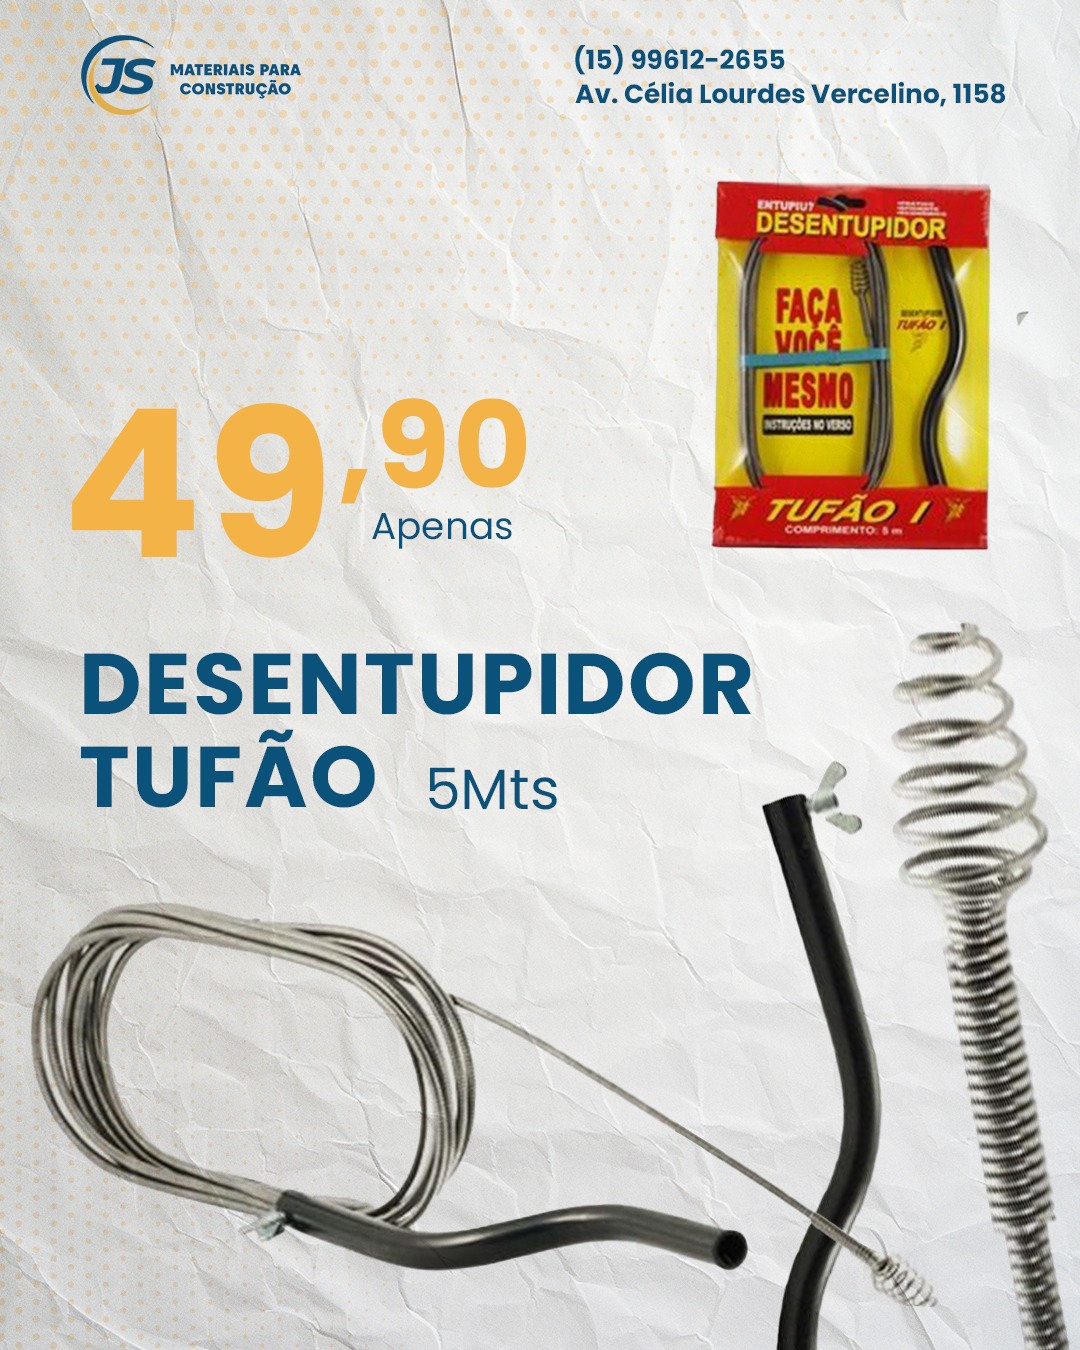 JS
MATERIAIS PARA
CONSTRUÇÃO
(15) 99612-2655
Av. Célia Lourdes Vercelino, 1158
ENTUPIU?
DESENTUPIDOR
FAÇA
VOCÊ
MESMO
INSTRUÇÕES NO VERSO
DESENTUPIDOR
TUFÃO I
TUFÃO I
COMPRIMENTO: 5 m
49,90
Apenas
DESENTUPIDOR
TUFÃO 5Mts